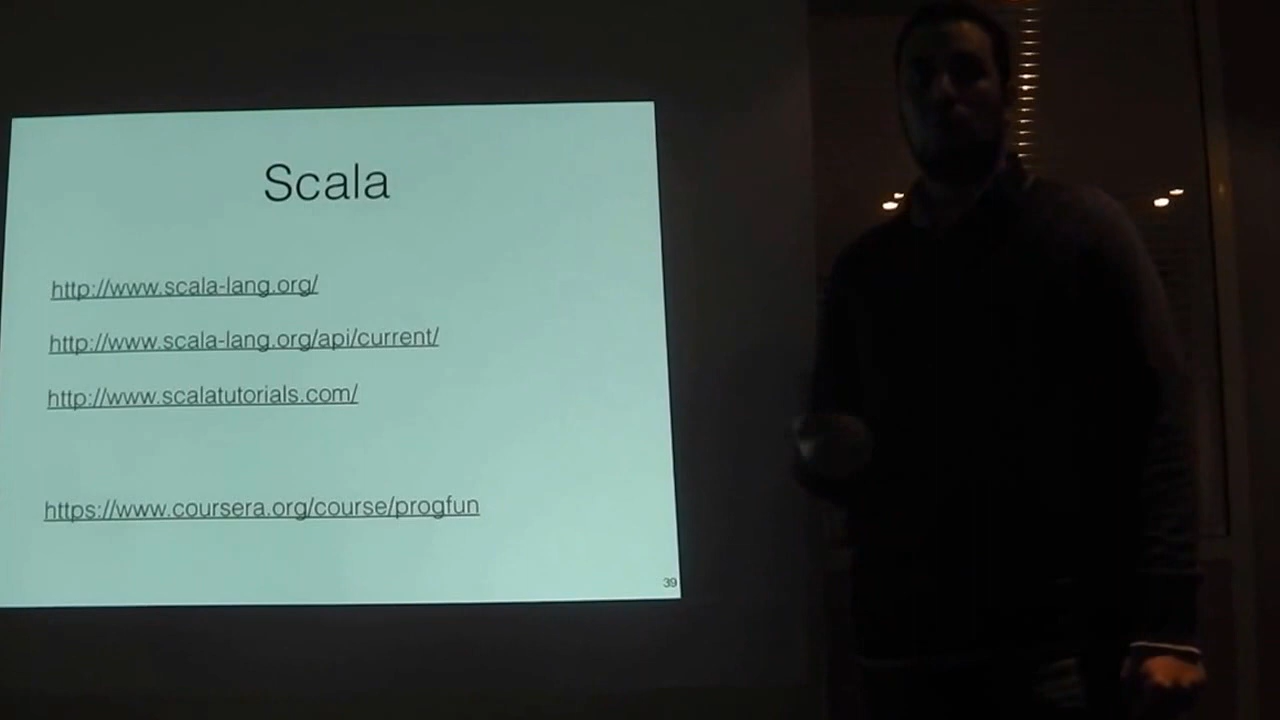 Scala
http://www.scala-lang.org/
http://www.scala-lang.org/api/current/
http://www.scalatutorials.com/
https://www.coursera.org/course/progfun
39